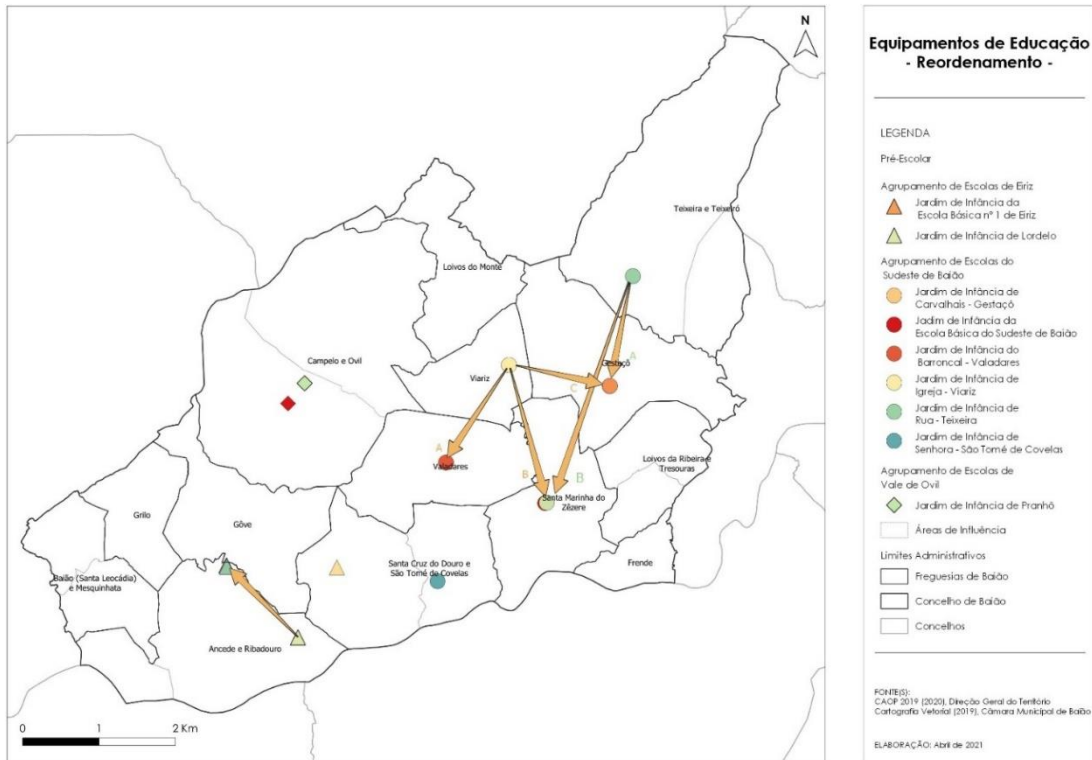 N
Teixeira e Teixeiró
Loivos do Monte
Campelo e Ovil
Viariz
Gestaçô
A
C
A
Valadares
Loivos da Ribeira e
Tresouras
B
B
Santa Marinha do
Zêzere
Grilo
Gôve
Santa Cruz do Douro e
São Tomé de Covelas
Frende
Baião (Santa Leocádia)
e Mesquinhata
Ancede e Ribadouro
0 1 2 Km
Equipamentos de Educação
- Reordenamento -
LEGENDA
Pré-Escolar
Agrupamento de Escolas de Eiriz
Jardim de Infância da
Escola Básica nº 1 de Eiriz
Jardim de Infância de Lordelo
Agrupamento de Escolas do
Sudeste de Baião
Jardim de Infância de
Carvalhais - Gestaçô
Jadim de Infância da
Escola Básica do Sudeste de Baião
Jardim de Infância do
Barroncal - Valadares
Jardim de Infância de
Igreja - Viariz
Jardim de Infância de
Rua - Teixeira
Jardim de Infância de
Senhora - São Tomé de Covelas
Agrupamento de Escolas de
Vale de Ovil
Jardim de Infância de Pranhô
Áreas de Influência
Limites Administrativos
Freguesias de Baião
Concelho de Baião
Concelhos
FONTE(S):
CAOP 2019 (2020), Direção Geral do Território
Cartografia Vetorial (2019), Câmara Municipal de Baião
ELABORAÇÃO: Abril de 2021